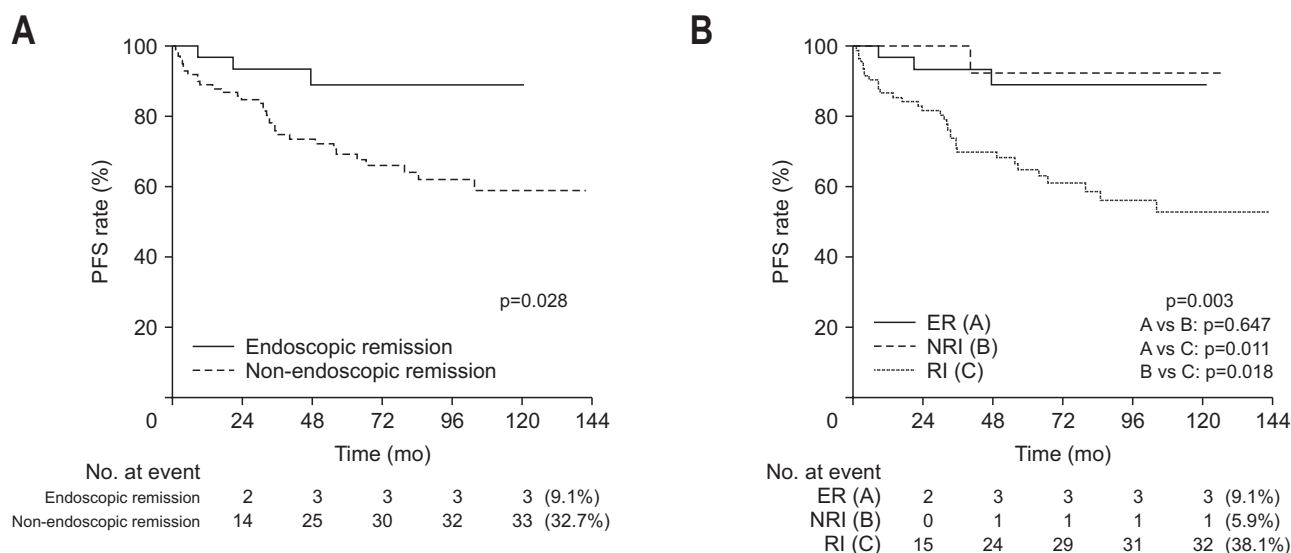 A
PFS rate (%)
100
80
60
40
20
0
p=0.028
Endoscopic remission
Non-endoscopic remission
24 48 72 96 120 144
Time (mo)
No. at event
Endoscopic remission 2 3 3 3 3 (9.1%)
Non-endoscopic remission 14 25 30 32 33 (32.7%)
B
PFS rate (%)
100
80
60
40
20
0
p=0.003
ER (A)
NRI (B)
RI (C)
A vs B: p=0.647
A vs C: p=0.011
B vs C: p=0.018
24 48 72 96 120 144
Time (mo)
No. at event
ER (A) 2 3 3 3 3 (9.1%)
NRI (B) 0 1 1 1 1 (5.9%)
RI (C) 15 24 29 31 32 (38.1%)